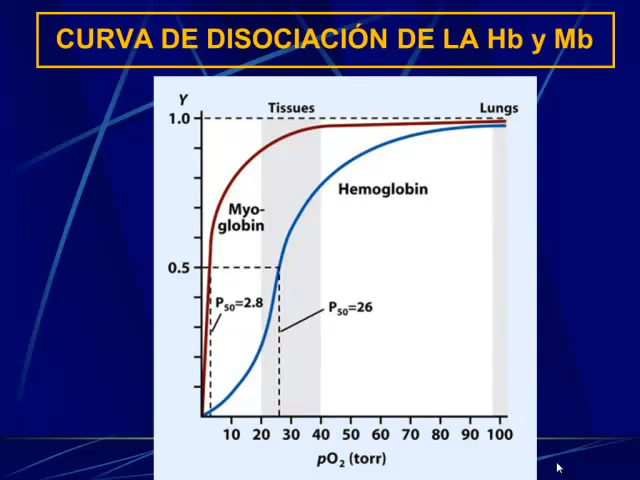 CURVA DE DISOCIACIÓN DE LA Hb y Mb
Y
Tissues
Lungs
1.0
Hemoglobin
Myo-
globin
0.5
P50=2.8
P50=26
10 20 30 40 50 60 70 80 90 100
pO2 (torr)